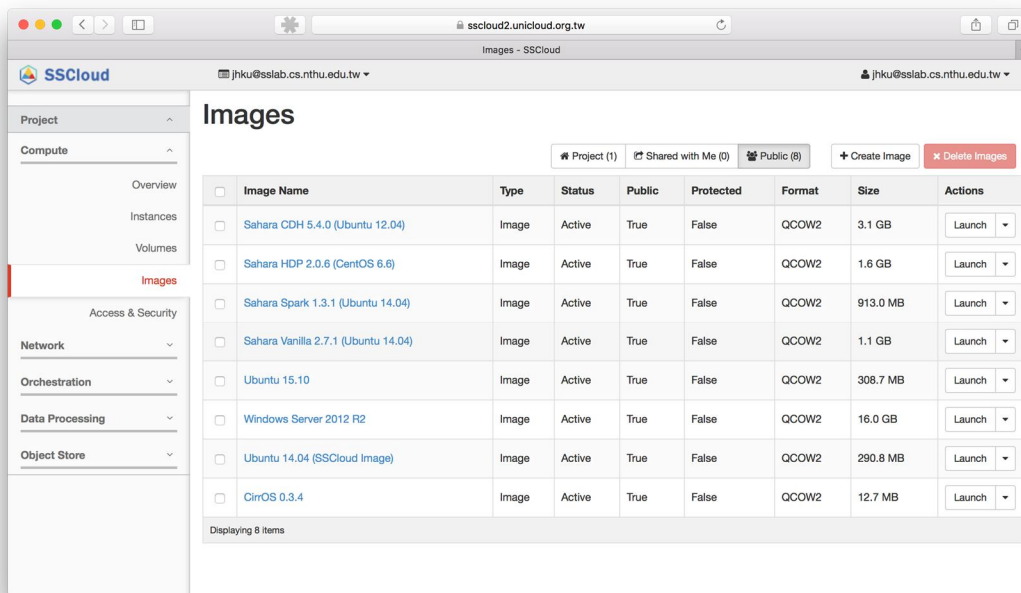 sscloud2.unicloud.org.tw
Images - SSCloud
SSCloud
jhku@sslab.cs.nthu.edu.tw
jhku@sslab.cs.nthu.edu.tw
Project
Compute
Overview
Instances
Volumes
Images
Access & Security
Network
Orchestration
Data Processing
Object Store
Images
Project (1) Shared with Me (0) Public (8) + Create Image × Delete Images
Image Name Type Status Public Protected Format Size Actions
Sahara CDH 5.4.0 (Ubuntu 12.04) Image Active True False QCOW2 3.1 GB Launch
Sahara HDP 2.0.6 (CentOS 6.6) Image Active True False QCOW2 1.6 GB Launch
Sahara Spark 1.3.1 (Ubuntu 14.04) Image Active True False QCOW2 913.0 MB Launch
Sahara Vanilla 2.7.1 (Ubuntu 14.04) Image Active True False QCOW2 1.1 GB Launch
Ubuntu 15.10 Image Active True False QCOW2 308.7 MB Launch
Windows Server 2012 R2 Image Active True False QCOW2 16.0 GB Launch
Ubuntu 14.04 (SSCloud Image) Image Active True False QCOW2 290.8 MB Launch
CirrOS 0.3.4 Image Active True False QCOW2 12.7 MB Launch
Displaying 8 items